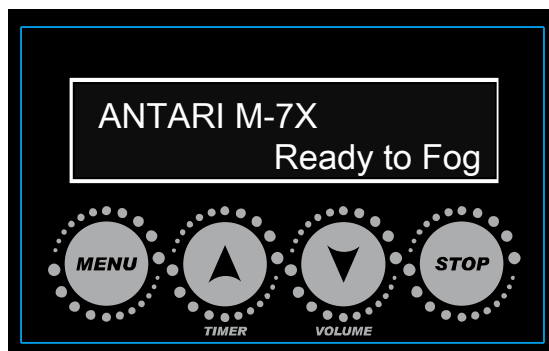 ANTARI M-7X
Ready to Fog
MENU
STOP
TIMER
VOLUME